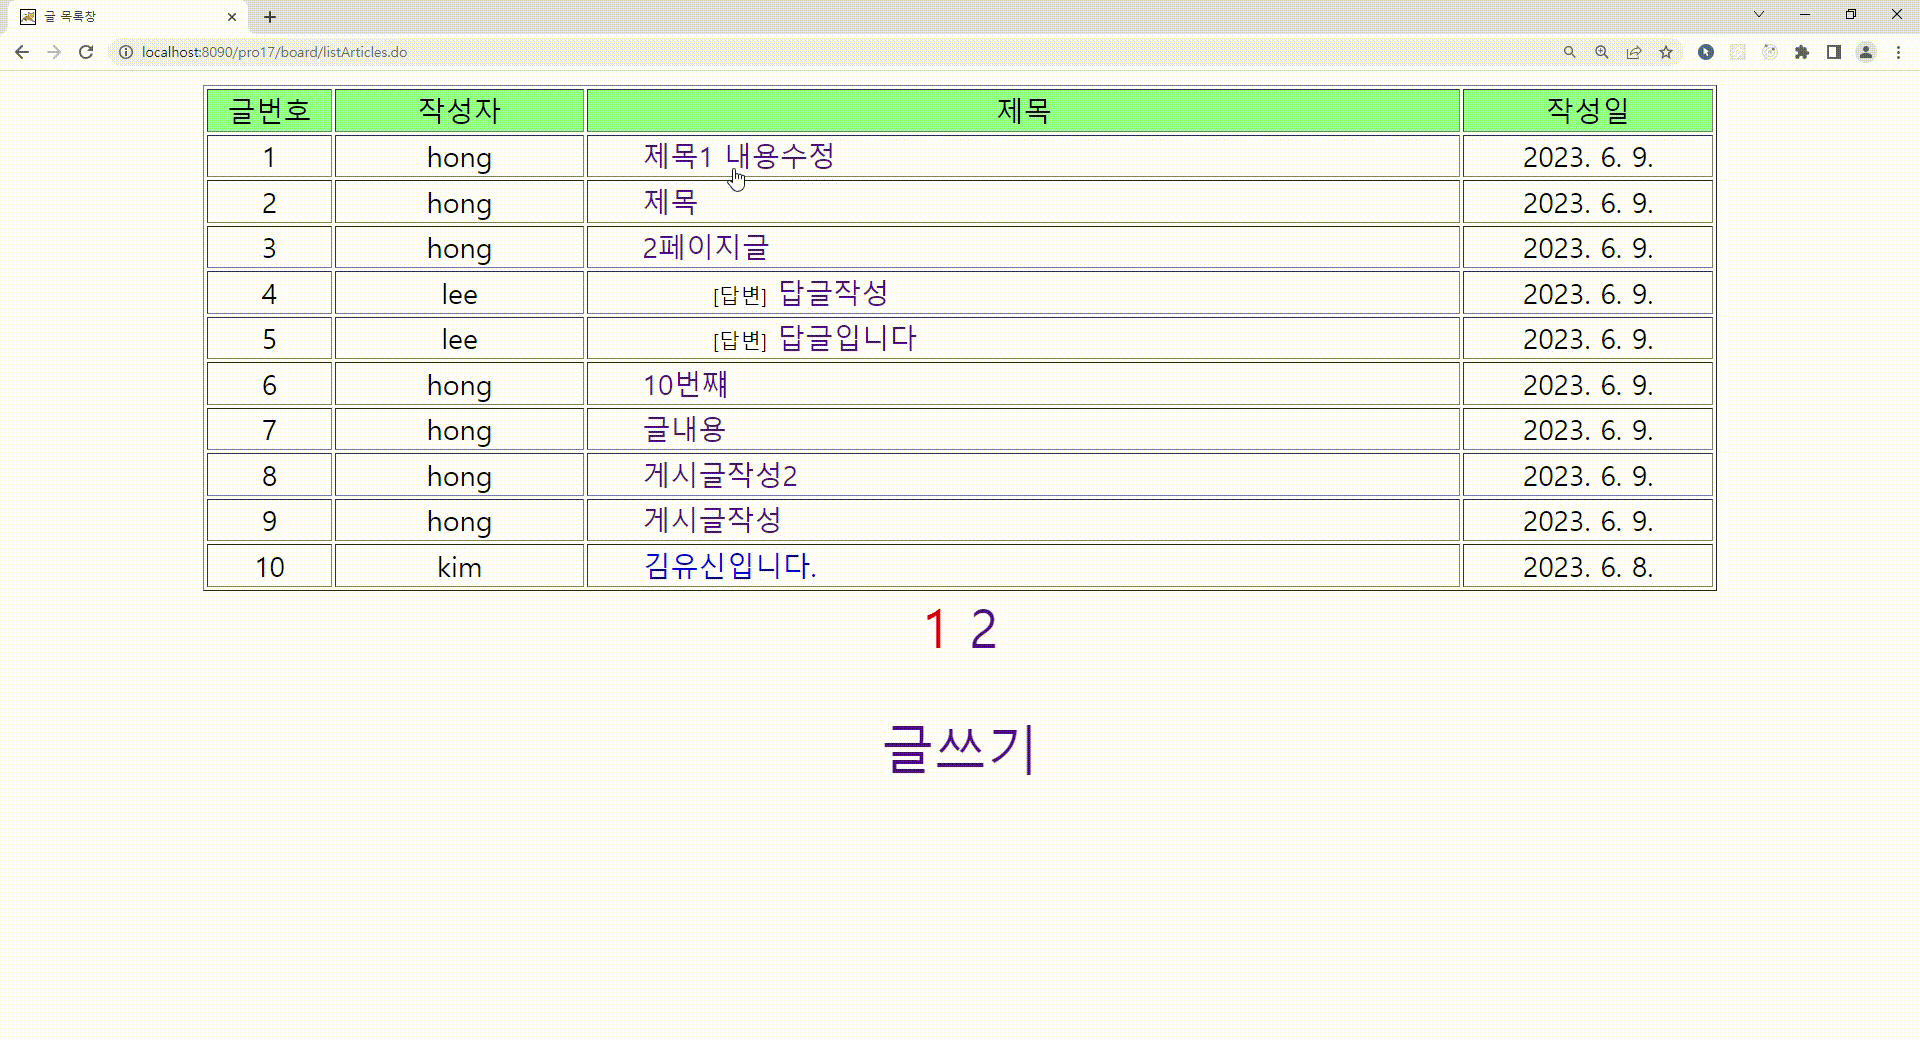 글 목록창
localhost:8090/pro17/board/listArticles.do
글번호 작성자 제목 작성일
1 hong 제목1 내용수정 2023. 6. 9.
2 hong 제목 2023. 6. 9.
3 hong 2페이지글 2023. 6. 9.
4 lee [답변] 답글작성 2023. 6. 9.
5 lee [답변] 답글입니다 2023. 6. 9.
6 hong 10번쨰 2023. 6. 9.
7 hong 글내용 2023. 6. 9.
8 hong 게시글작성2 2023. 6. 9.
9 hong 게시글작성 2023. 6. 9.
10 kim 김유신입니다. 2023. 6. 8.
1 2
글쓰기